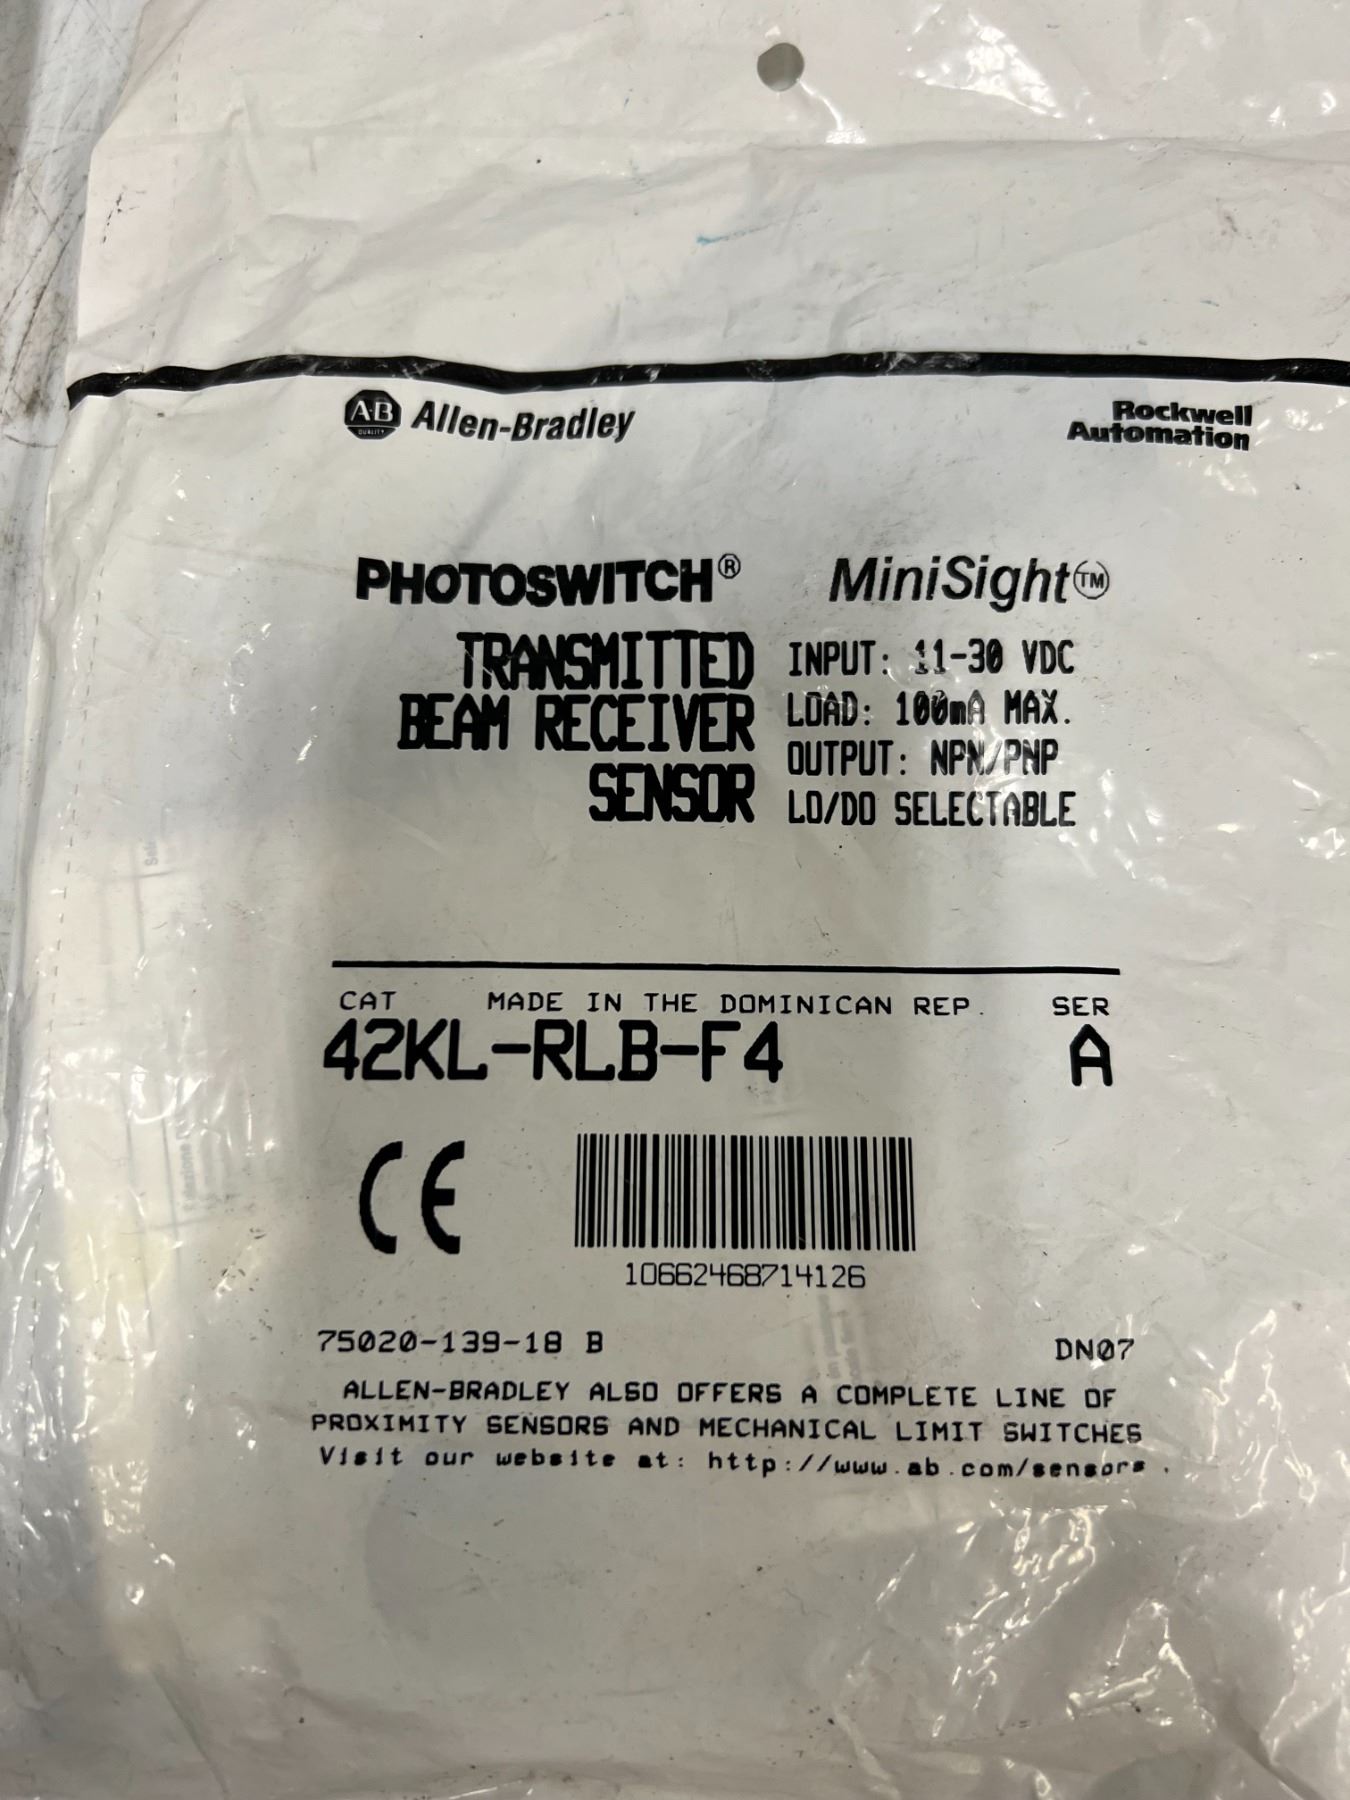 A-B QUALITY Allen-Bradley
Rockwell
Automation
PHOTOSWITCH® MiniSight™
TRANSMITTED
BEAM RECEIVER
SENSOR
INPUT: 11-30 VDC
LOAD: 100mA MAX.
OUTPUT: NPN/PNP
LO/DO SELECTABLE
CAT MADE IN THE DOMINICAN REP. SER
42KL-RLB-F4 A
CE
10662468714126
75020-139-18 B DN07
ALLEN-BRADLEY ALSO OFFERS A COMPLETE LINE OF
PROXIMITY SENSORS AND MECHANICAL LIMIT SWITCHES
Visit our website at: http://www.ab.com/sensors.